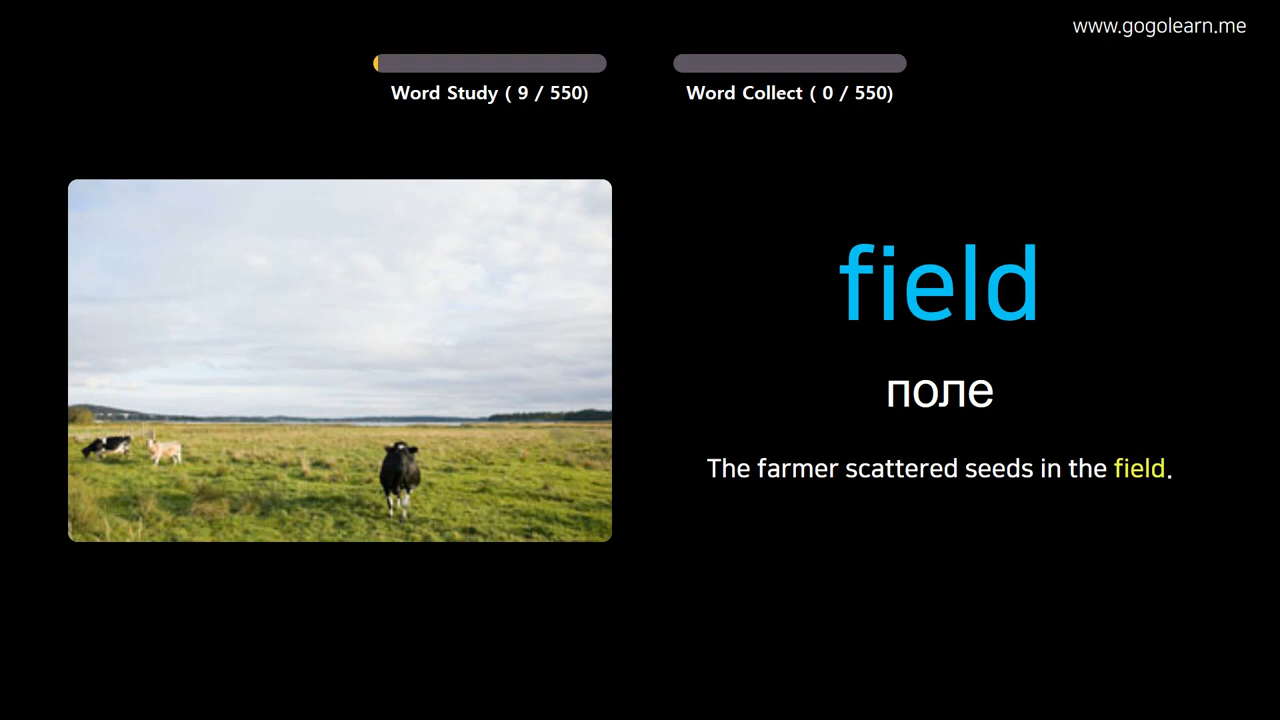 www.gogolearn.me
Word Study ( 9 / 550)
Word Collect ( 0 / 550)
field
поле
The farmer scattered seeds in the field.